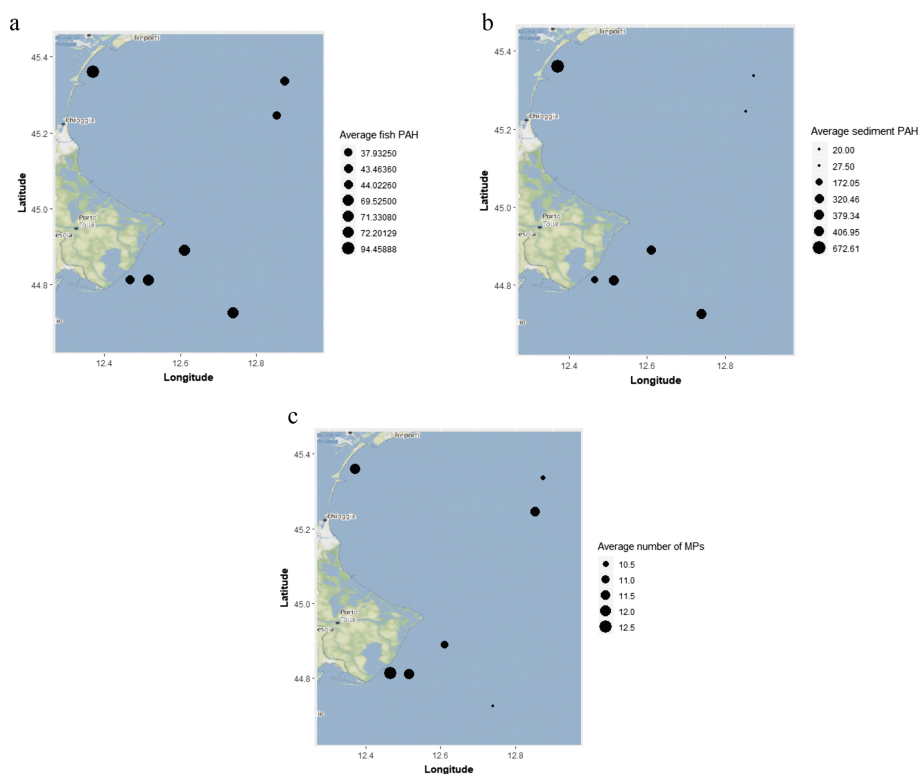 a
45.4
45.2
45.0
44.8
Latitude
12.4
12.6
12.8
Longitude
Chioggia
Porto
Tolle
Average fish PAH
37.93250
43.46360
44.02260
69.52500
71.33080
72.20129
94.45888
b
45.4
45.2
45.0
44.8
Latitude
12.4
12.6
12.8
Longitude
Chioggia
Porto
Tolle
Average sediment PAH
20.00
27.50
172.05
320.46
379.34
406.95
672.61
c
45.4
45.2
45.0
44.8
Latitude
12.4
12.6
12.8
Longitude
Chioggia
Porto
Tolle
Average number of MPs
10.5
11.0
11.5
12.0
12.5